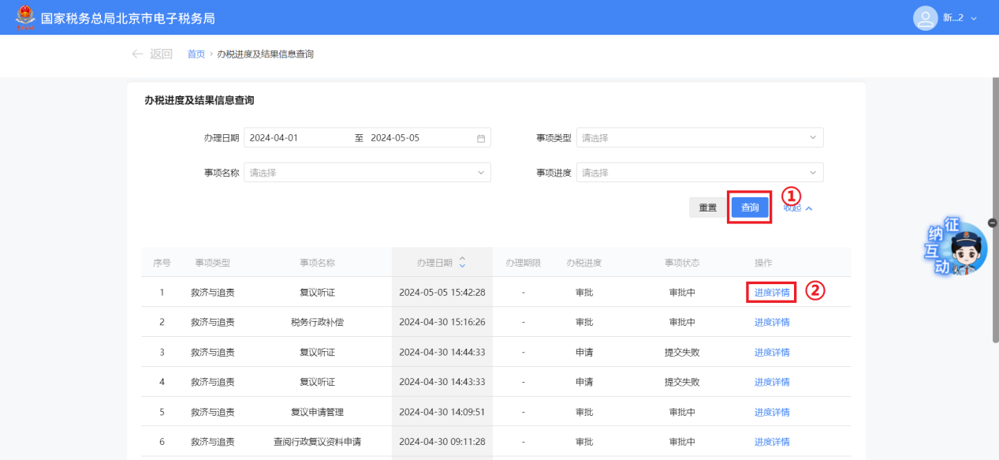 国家税务总局北京市电子税务局
新...2
返回 首页 > 办税进度及结果信息查询
办税进度及结果信息查询
办理日期 2024-04-01 至 2024-05-05 事项类型 请选择
事项名称 请选择 事项进度 请选择
重置 查询 收起 ①
征纳互动
序号 事项类型 事项名称 办理日期 办理期限 办税进度 事项状态 操作
1 救济与追责 复议听证 2024-05-05 15:42:28 - 审批 审批中 进度详情 ②
2 救济与追责 税务行政补偿 2024-04-30 15:16:26 - 审批 审批中 进度详情
3 救济与追责 复议听证 2024-04-30 14:44:33 - 申请 提交失败 进度详情
4 救济与追责 复议听证 2024-04-30 14:43:33 - 申请 提交失败 进度详情
5 救济与追责 复议申请管理 2024-04-30 14:09:51 - 审批 审批中 进度详情
6 救济与追责 查阅行政复议资料申请 2024-04-30 09:11:28 - 审批 审批中 进度详情